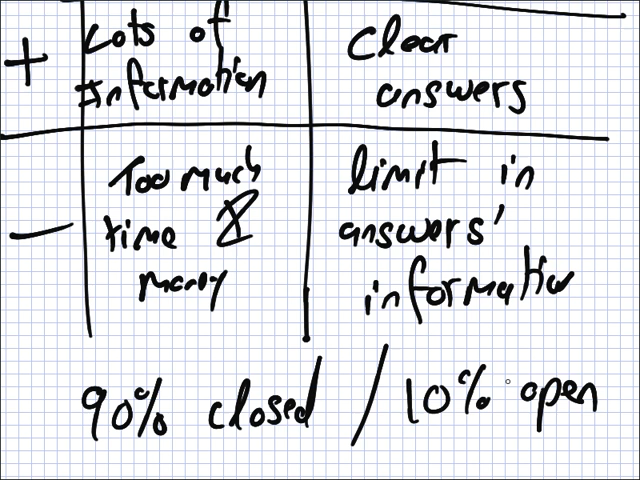 + Lots of Clear
Information answers
Too much limit in
— time & answers'
money information
90% closed / 10% open